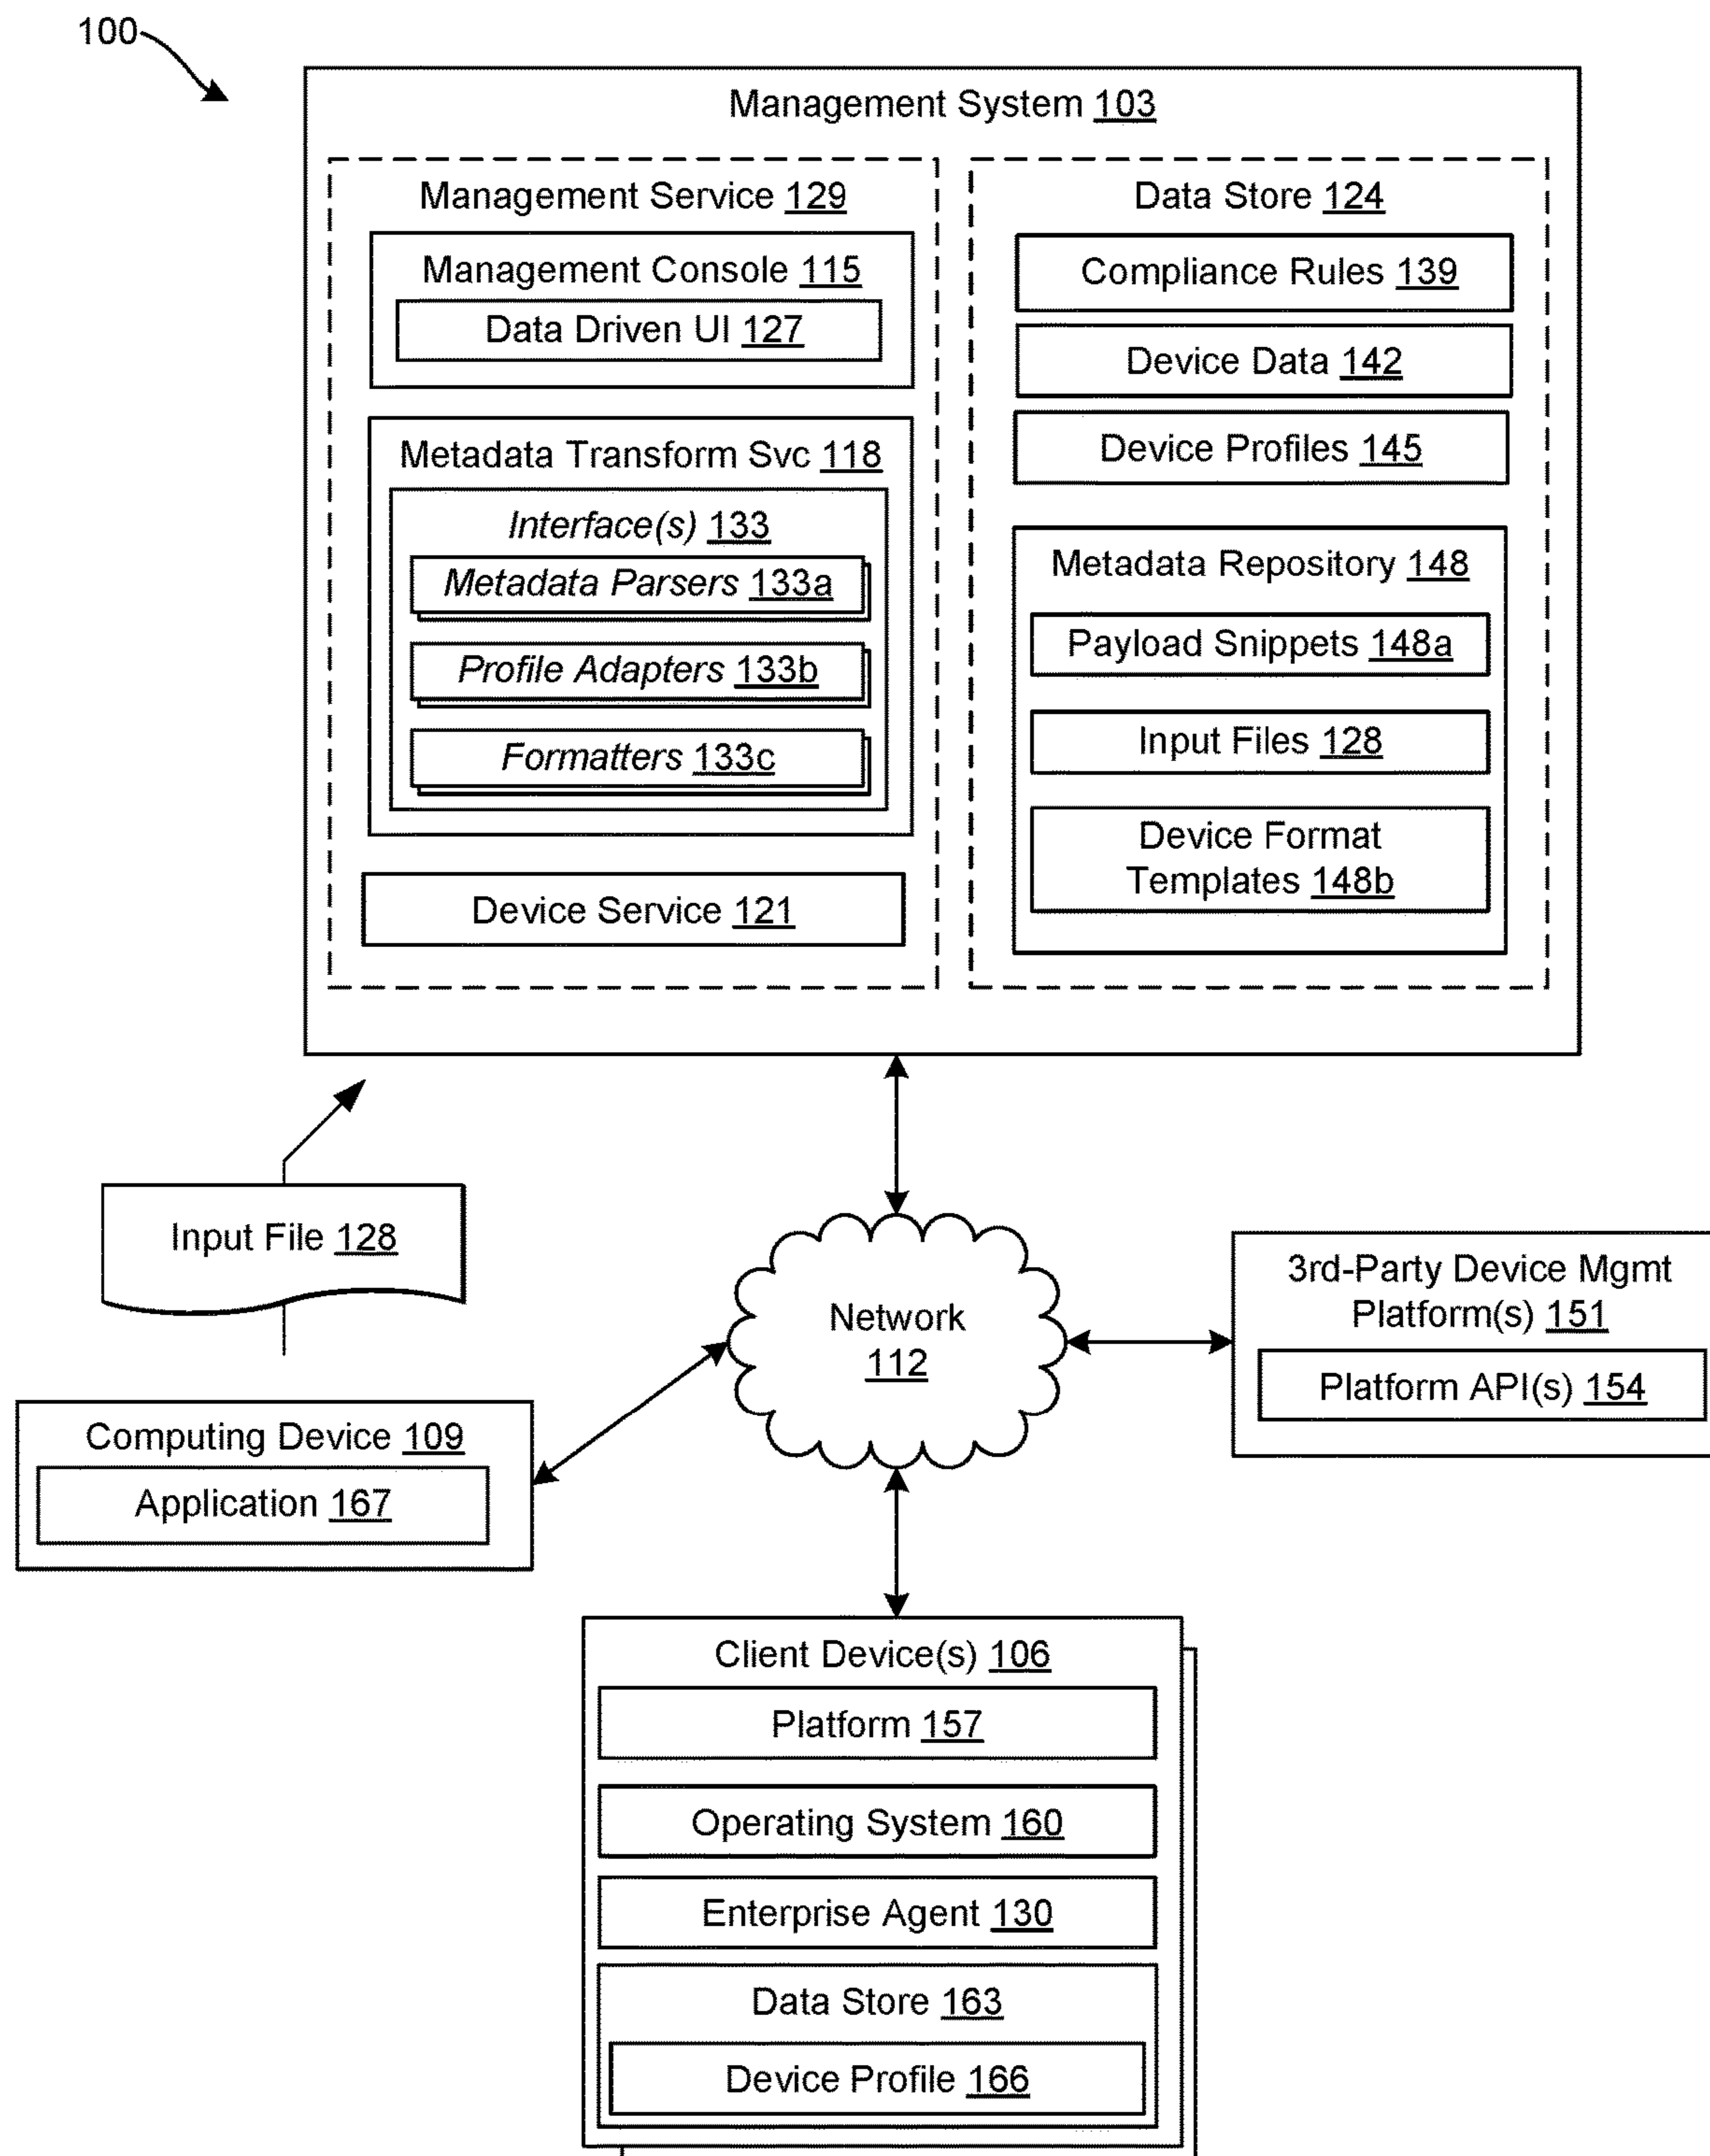 100
Management System 103
Management Service 129
Management Console 115
Data Driven UI 127
Metadata Transform Svc 118
Interface(s) 133
Metadata Parsers 133a
Profile Adapters 133b
Formatters 133c
Device Service 121
Data Store 124
Compliance Rules 139
Device Data 142
Device Profiles 145
Metadata Repository 148
Payload Snippets 148a
Input Files 128
Device Format
Templates 148b
Input File 128
Network
112
3rd-Party Device Mgmt
Platform(s) 151
Platform API(s) 154
Computing Device 109
Application 167
Client Device(s) 106
Platform 157
Operating System 160
Enterprise Agent 130
Data Store 163
Device Profile 166